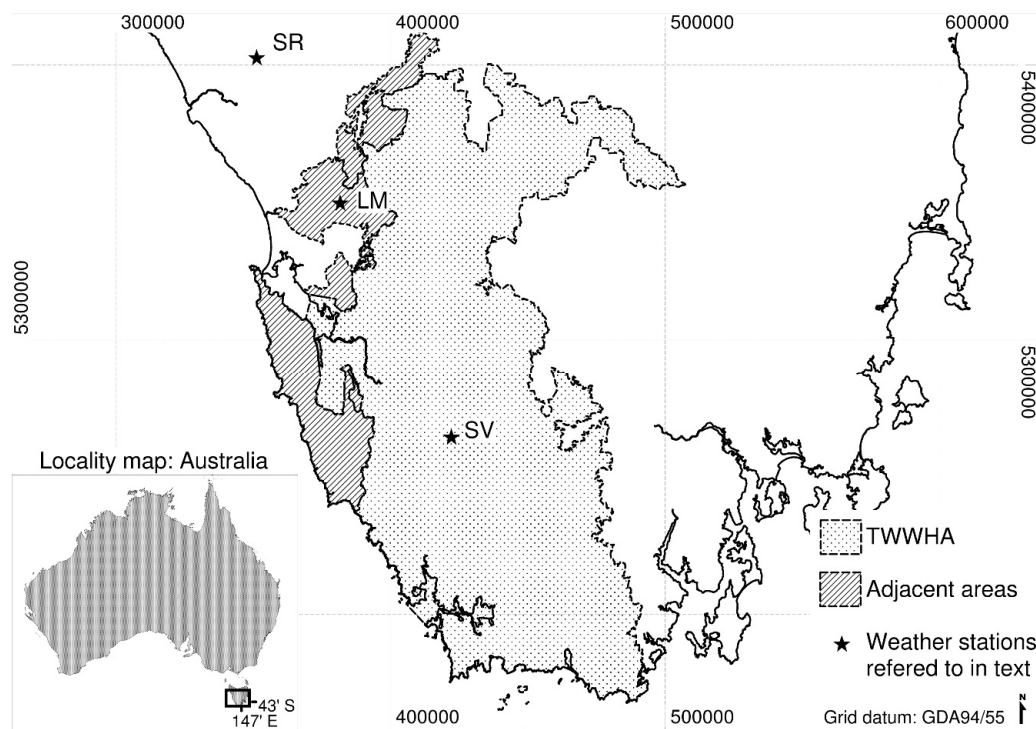 300000
400000
500000
600000
SR
5400000
LM
5300000
5300000
SV
Locality map: Australia
TWWHA
Adjacent areas
Weather stations
refered to in text
43' S
147' E
400000
500000
N
Grid datum: GDA94/55